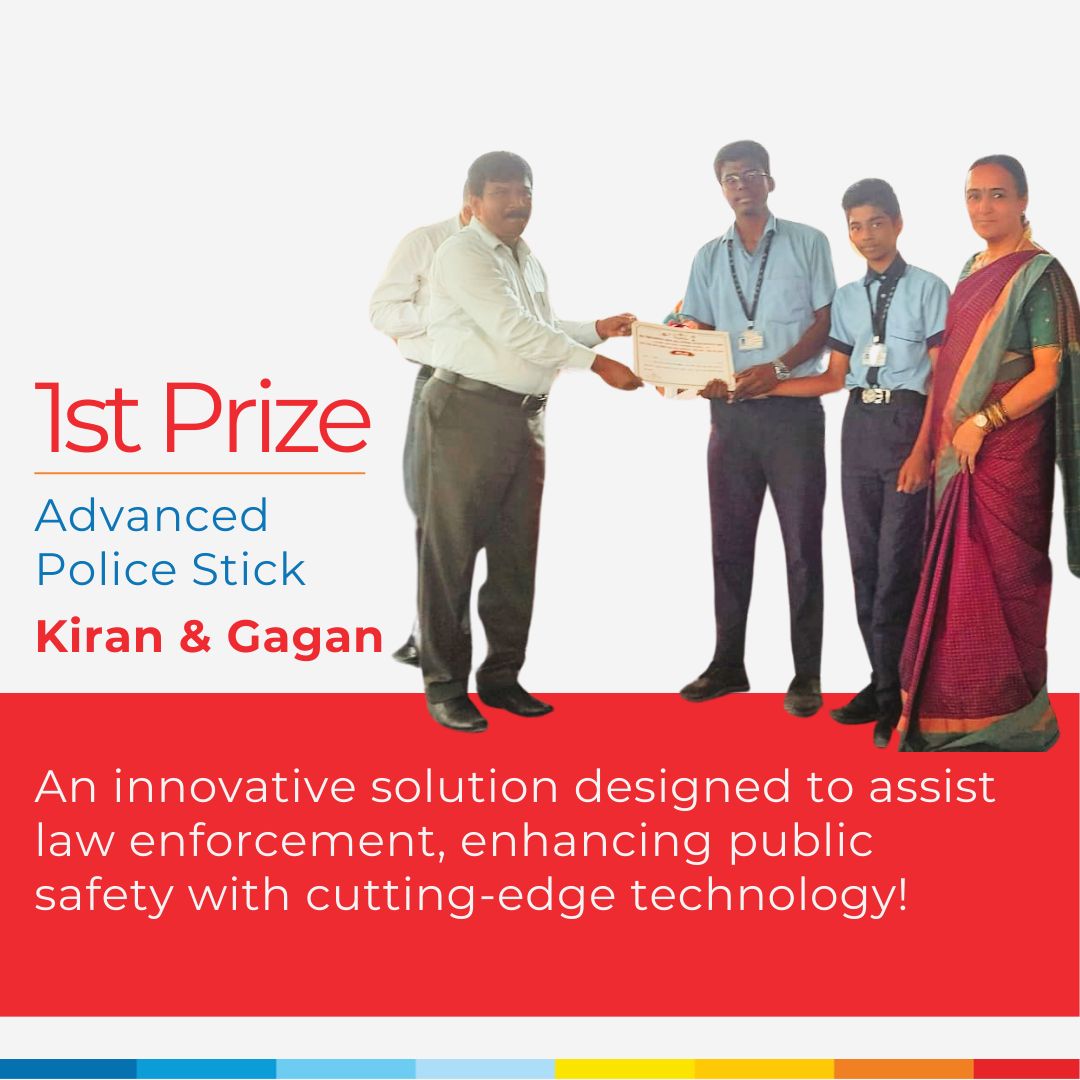 1st Prize
Advanced
Police Stick
Kiran & Gagan
An innovative solution designed to assist
law enforcement, enhancing public
safety with cutting-edge technology!